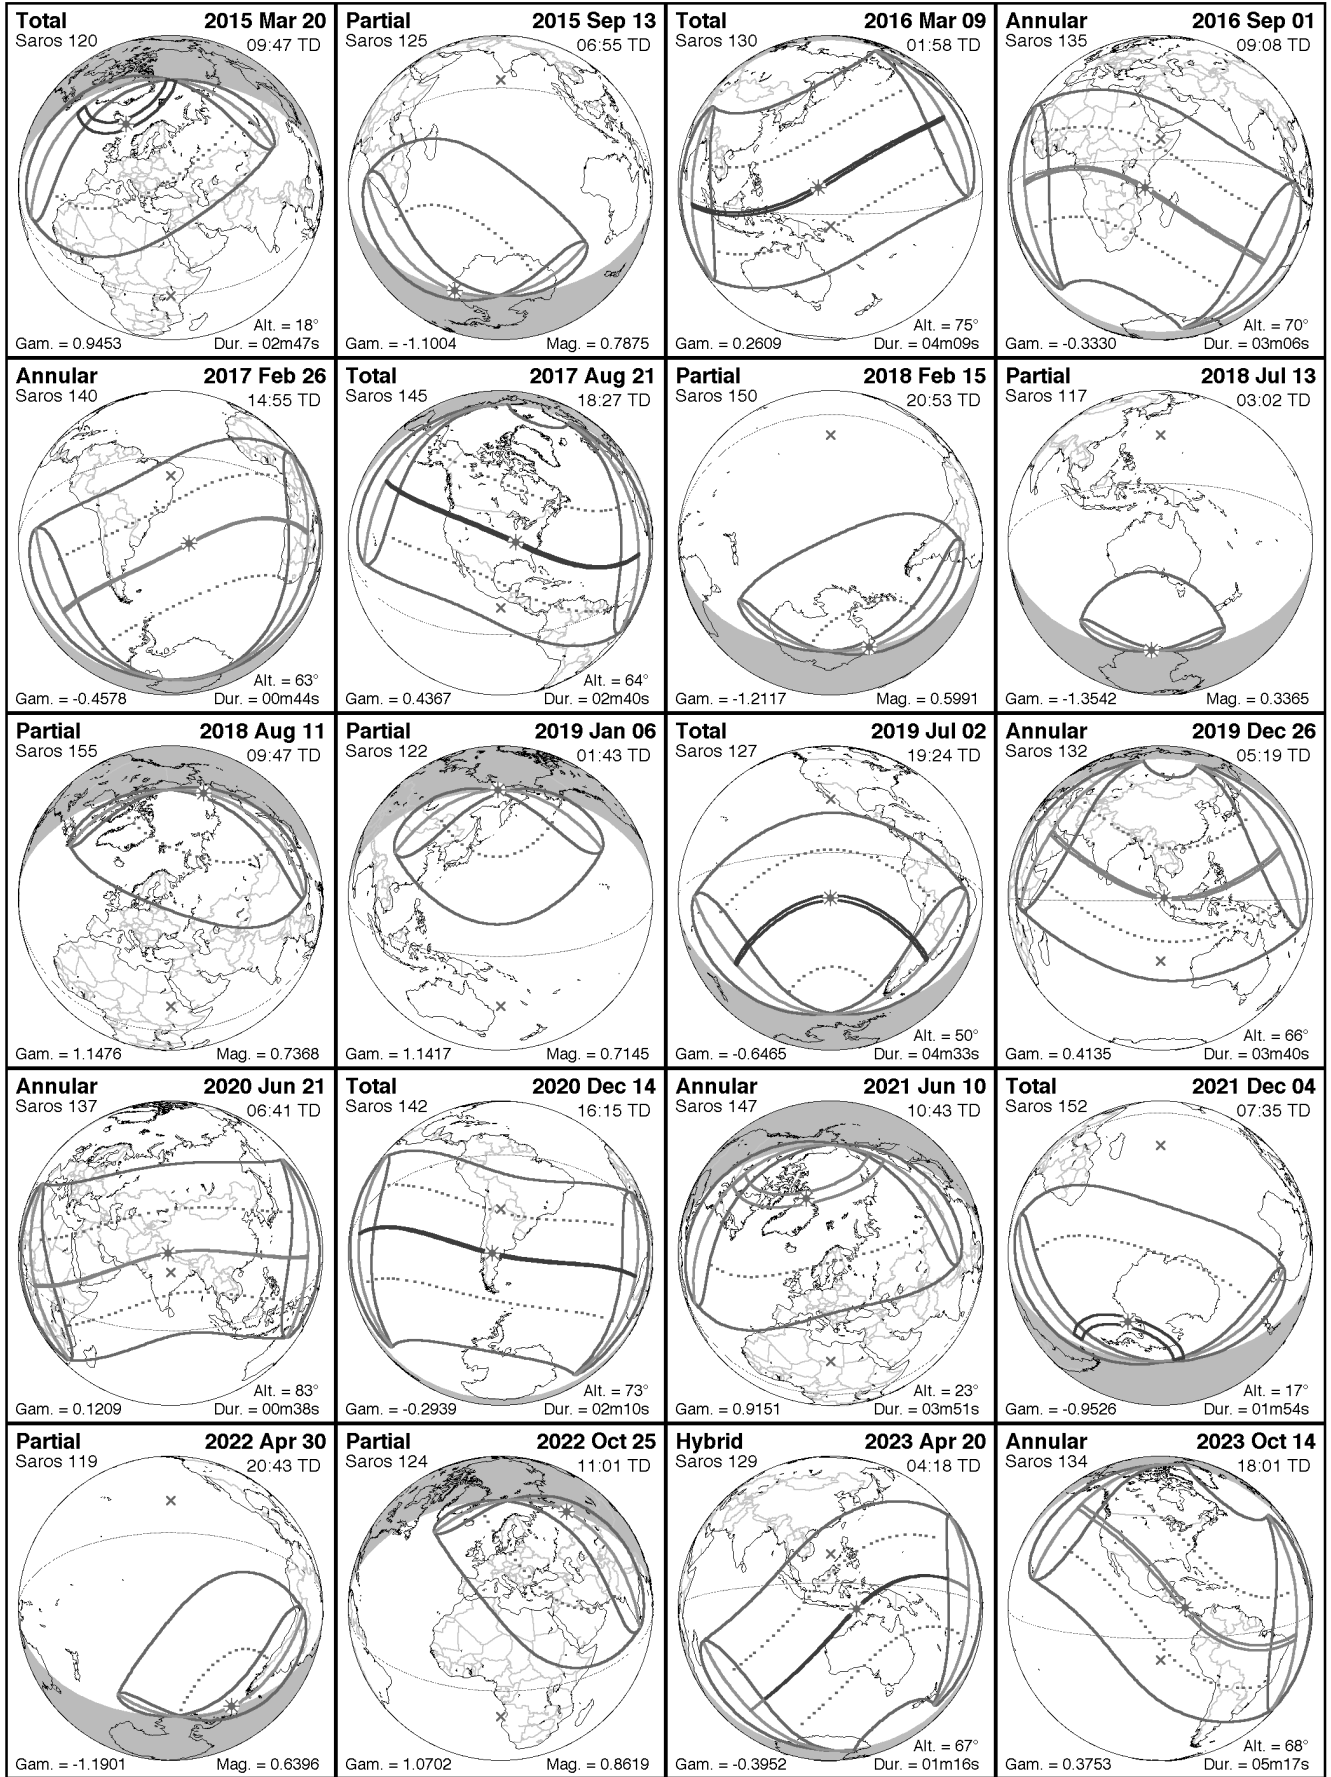 Total 2015 Mar 20
Saros 120 09:47 TD
Alt. = 18°
Gam. = 0.9453 Dur. = 02m47s
Partial 2015 Sep 13
Saros 125 06:55 TD
Gam. = -1.1004 Mag. = 0.7875
Total 2016 Mar 09
Saros 130 01:58 TD
Alt. = 75°
Gam. = 0.2609 Dur. = 04m09s
Annular 2016 Sep 01
Saros 135 09:08 TD
Alt. = 70°
Gam. = -0.3330 Dur. = 03m06s
Annular 2017 Feb 26
Saros 140 14:55 TD
Alt. = 63°
Gam. = -0.4578 Dur. = 00m44s
Total 2017 Aug 21
Saros 145 18:27 TD
Alt. = 64°
Gam. = 0.4367 Dur. = 02m40s
Partial 2018 Feb 15
Saros 150 20:53 TD
Gam. = -1.2117 Mag. = 0.5991
Partial 2018 Jul 13
Saros 117 03:02 TD
Gam. = -1.3542 Mag. = 0.3365
Partial 2018 Aug 11
Saros 155 09:47 TD
Gam. = 1.1476 Mag. = 0.7368
Partial 2019 Jan 06
Saros 122 01:43 TD
Gam. = 1.1417 Mag. = 0.7145
Total 2019 Jul 02
Saros 127 19:24 TD
Alt. = 50°
Gam. = -0.6465 Dur. = 04m33s
Annular 2019 Dec 26
Saros 132 05:19 TD
Alt. = 66°
Gam. = 0.4135 Dur. = 03m40s
Annular 2020 Jun 21
Saros 137 06:41 TD
Alt. = 83°
Gam. = 0.1209 Dur. = 00m38s
Total 2020 Dec 14
Saros 142 16:15 TD
Alt. = 73°
Gam. = -0.2939 Dur. = 02m10s
Annular 2021 Jun 10
Saros 147 10:43 TD
Alt. = 23°
Gam. = 0.9151 Dur. = 03m51s
Total 2021 Dec 04
Saros 152 07:35 TD
Alt. = 17°
Gam. = -0.9526 Dur. = 01m54s
Partial 2022 Apr 30
Saros 119 20:43 TD
Gam. = -1.1901 Mag. = 0.6396
Partial 2022 Oct 25
Saros 124 11:01 TD
Gam. = 1.0702 Mag. = 0.8619
Hybrid 2023 Apr 20
Saros 129 04:18 TD
Alt. = 67°
Gam. = -0.3952 Dur. = 01m16s
Annular 2023 Oct 14
Saros 134 18:01 TD
Alt. = 68°
Gam. = 0.3753 Dur. = 05m17s